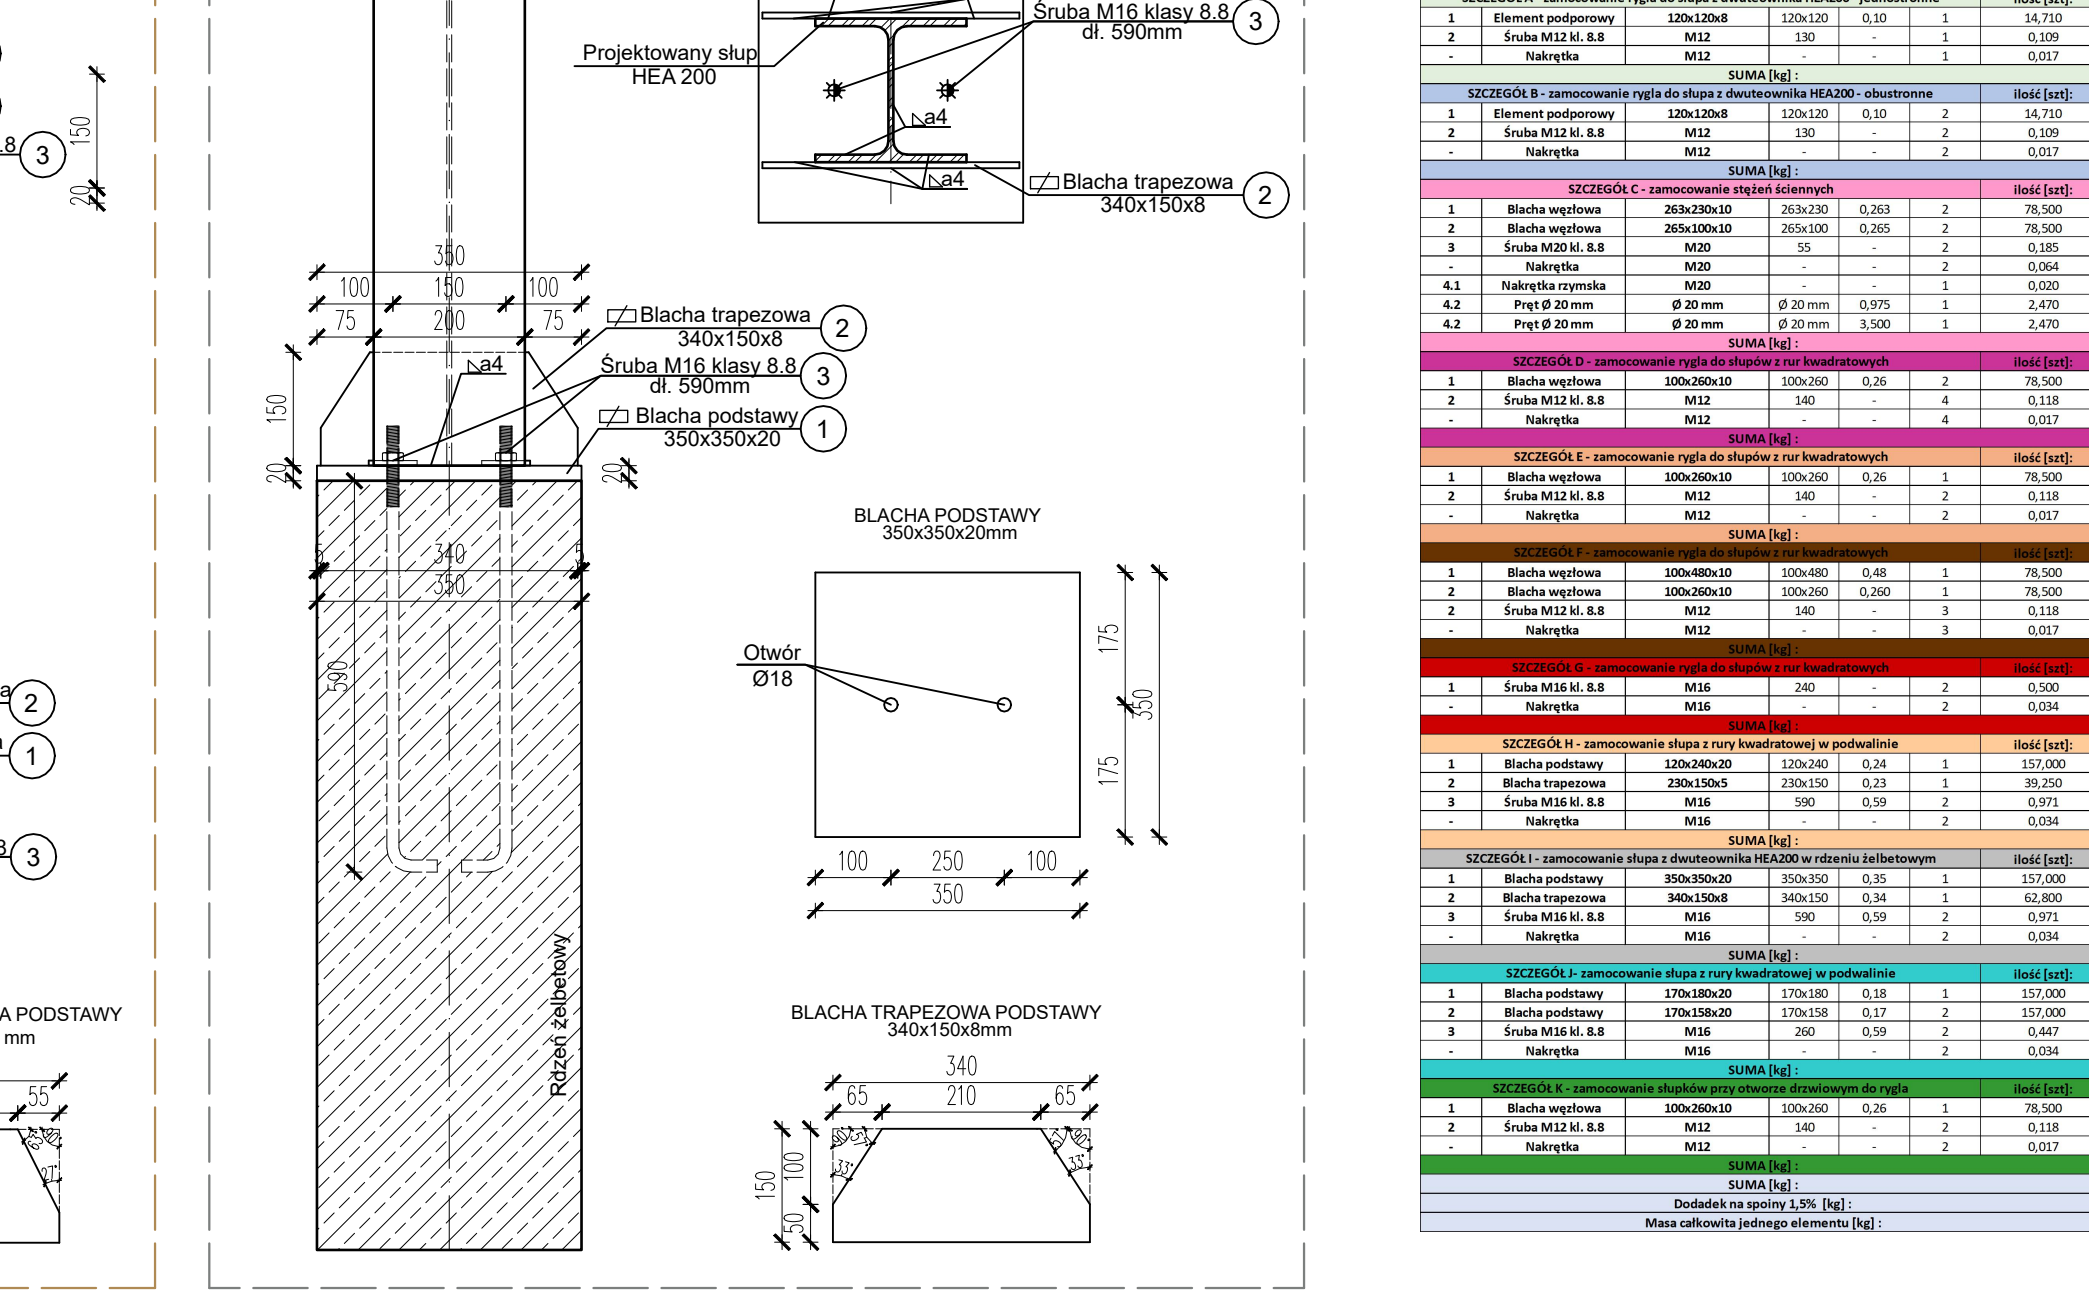 .8
3
150
20
2
1
3
A PODSTAWY
mm
55
63°
90°
27°
Śruba M16 klasy 8.8
dł. 590mm
3
Projektowany słup
HEA 200
a4
a4
Blacha trapezowa
340x150x8
2
350
100
150
100
75
200
75
Blacha trapezowa
340x150x8
2
a4
Śruba M16 klasy 8.8
dł. 590mm
3
Blacha podstawy
350x350x20
1
150
20
20
5
340
5
350
590
Rdzeń żelbetowy
BLACHA PODSTAWY
350x350x20mm
Otwór
Ø18
175
350
175
100
250
100
350
BLACHA TRAPEZOWA PODSTAWY
340x150x8mm
340
65
210
65
90°
57°
33°
57°
90°
33°
150
100
50
1 Element podporowy 120x120x8 120x120 0,10 1 14,710
2 Śruba M12 kl. 8.8 M12 130 - 1 0,109
- Nakrętka M12 - - 1 0,017
SUMA [kg] :
SZCZEGÓŁ B - zamocowanie rygla do słupa z dwuteownika HEA200 - obustronne ilość [szt]:
1 Element podporowy 120x120x8 120x120 0,10 2 14,710
2 Śruba M12 kl. 8.8 M12 130 - 2 0,109
- Nakrętka M12 - - 2 0,017
SUMA [kg] :
SZCZEGÓŁ C - zamocowanie stężeń ściennych ilość [szt]:
1 Blacha węzłowa 263x230x10 263x230 0,263 2 78,500
2 Blacha węzłowa 265x100x10 265x100 0,265 2 78,500
3 Śruba M20 kl. 8.8 M20 55 - 2 0,185
- Nakrętka M20 - - 2 0,064
4.1 Nakrętka rzymska M20 - - 1 0,020
4.2 Pręt Ø 20 mm Ø 20 mm Ø 20 mm 0,975 1 2,470
4.2 Pręt Ø 20 mm Ø 20 mm Ø 20 mm 3,500 1 2,470
SUMA [kg] :
SZCZEGÓŁ D - zamocowanie rygla do słupów z rur kwadratowych ilość [szt]:
1 Blacha węzłowa 100x260x10 100x260 0,26 2 78,500
2 Śruba M12 kl. 8.8 M12 140 - 4 0,118
- Nakrętka M12 - - 4 0,017
SUMA [kg] :
SZCZEGÓŁ E - zamocowanie rygla do słupów z rur kwadratowych ilość [szt]:
1 Blacha węzłowa 100x260x10 100x260 0,26 1 78,500
2 Śruba M12 kl. 8.8 M12 140 - 2 0,118
- Nakrętka M12 - - 2 0,017
SUMA [kg] :
SZCZEGÓŁ F - zamocowanie rygla do słupów z rur kwadratowych ilość [szt]:
1 Blacha węzłowa 100x480x10 100x480 0,48 1 78,500
2 Blacha węzłowa 100x260x10 100x260 0,260 1 78,500
2 Śruba M12 kl. 8.8 M12 140 - 3 0,118
- Nakrętka M12 - - 3 0,017
SUMA [kg] :
SZCZEGÓŁ G - zamocowanie rygla do słupów z rur kwadratowych ilość [szt]:
1 Śruba M16 kl. 8.8 M16 240 - 2 0,500
- Nakrętka M16 - - 2 0,034
SUMA [kg] :
SZCZEGÓŁ H - zamocowanie słupa z rury kwadratowej w podwalinie ilość [szt]:
1 Blacha podstawy 120x240x20 120x240 0,24 1 157,000
2 Blacha trapezowa 230x150x5 230x150 0,23 1 39,250
3 Śruba M16 kl. 8.8 M16 590 0,59 2 0,971
- Nakrętka M16 - - 2 0,034
SUMA [kg] :
SZCZEGÓŁ I - zamocowanie słupa z dwuteownika HEA200 w rdzeniu żelbetowym ilość [szt]:
1 Blacha podstawy 350x350x20 350x350 0,35 1 157,000
2 Blacha trapezowa 340x150x8 340x150 0,34 1 62,800
3 Śruba M16 kl. 8.8 M16 590 0,59 2 0,971
- Nakrętka M16 - - 2 0,034
SUMA [kg] :
SZCZEGÓŁ J- zamocowanie słupa z rury kwadratowej w podwalinie ilość [szt]:
1 Blacha podstawy 170x180x20 170x180 0,18 1 157,000
2 Blacha podstawy 170x158x20 170x158 0,17 2 157,000
3 Śruba M16 kl. 8.8 M16 260 0,59 2 0,447
- Nakrętka M16 - - 2 0,034
SUMA [kg] :
SZCZEGÓŁ K - zamocowanie słupków przy otworze drzwiowym do rygla ilość [szt]:
1 Blacha węzłowa 100x260x10 100x260 0,26 1 78,500
2 Śruba M12 kl. 8.8 M12 140 - 2 0,118
- Nakrętka M12 - - 2 0,017
SUMA [kg] :
SUMA [kg] :
Dodadek na spoiny 1,5% [kg] :
Masa całkowita jednego elementu [kg] :